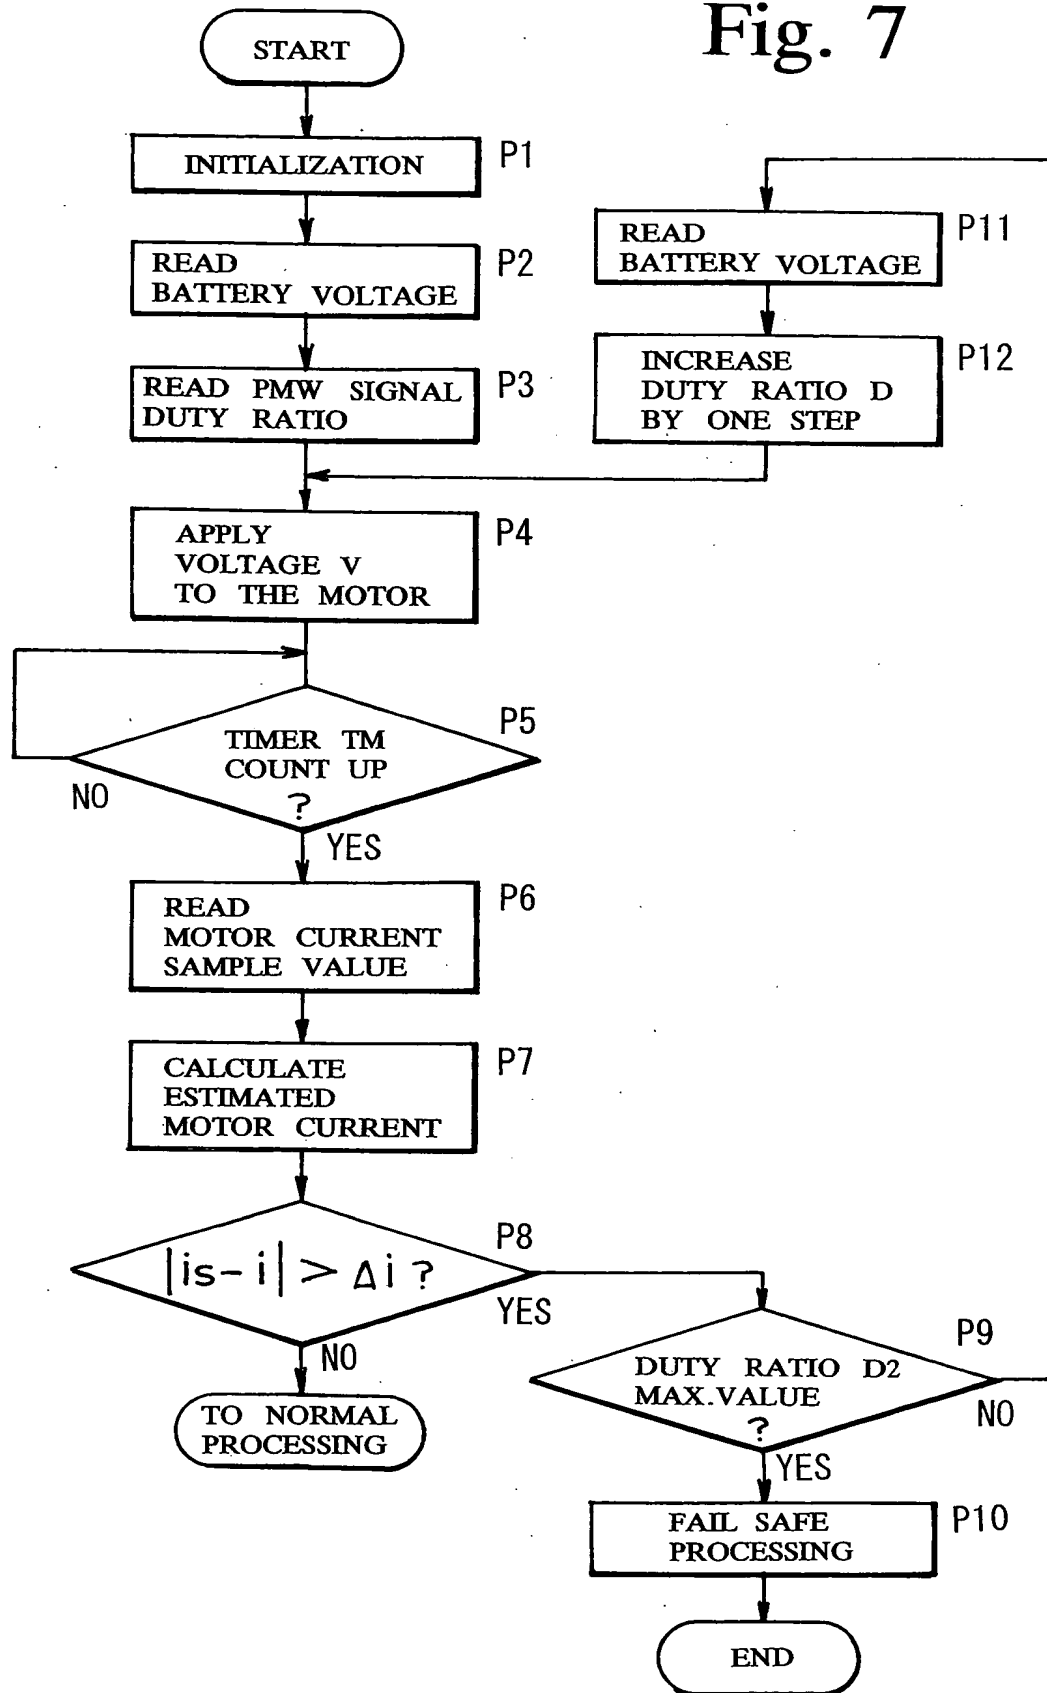 Fig. 7
START
INITIALIZATION
P1
READ
BATTERY VOLTAGE
P2
READ PMW SIGNAL
DUTY RATIO
P3
READ
BATTERY VOLTAGE
P11
INCREASE
DUTY RATIO D
BY ONE STEP
P12
APPLY
VOLTAGE V
TO THE MOTOR
P4
TIMER TM
COUNT UP
?
P5
NO
YES
READ
MOTOR CURRENT
SAMPLE VALUE
P6
CALCULATE
ESTIMATED
MOTOR CURRENT
P7
|is-i| > Δi ?
P8
YES
NO
TO NORMAL
PROCESSING
DUTY RATIO D2
MAX.VALUE
?
P9
NO
YES
FAIL SAFE
PROCESSING
P10
END